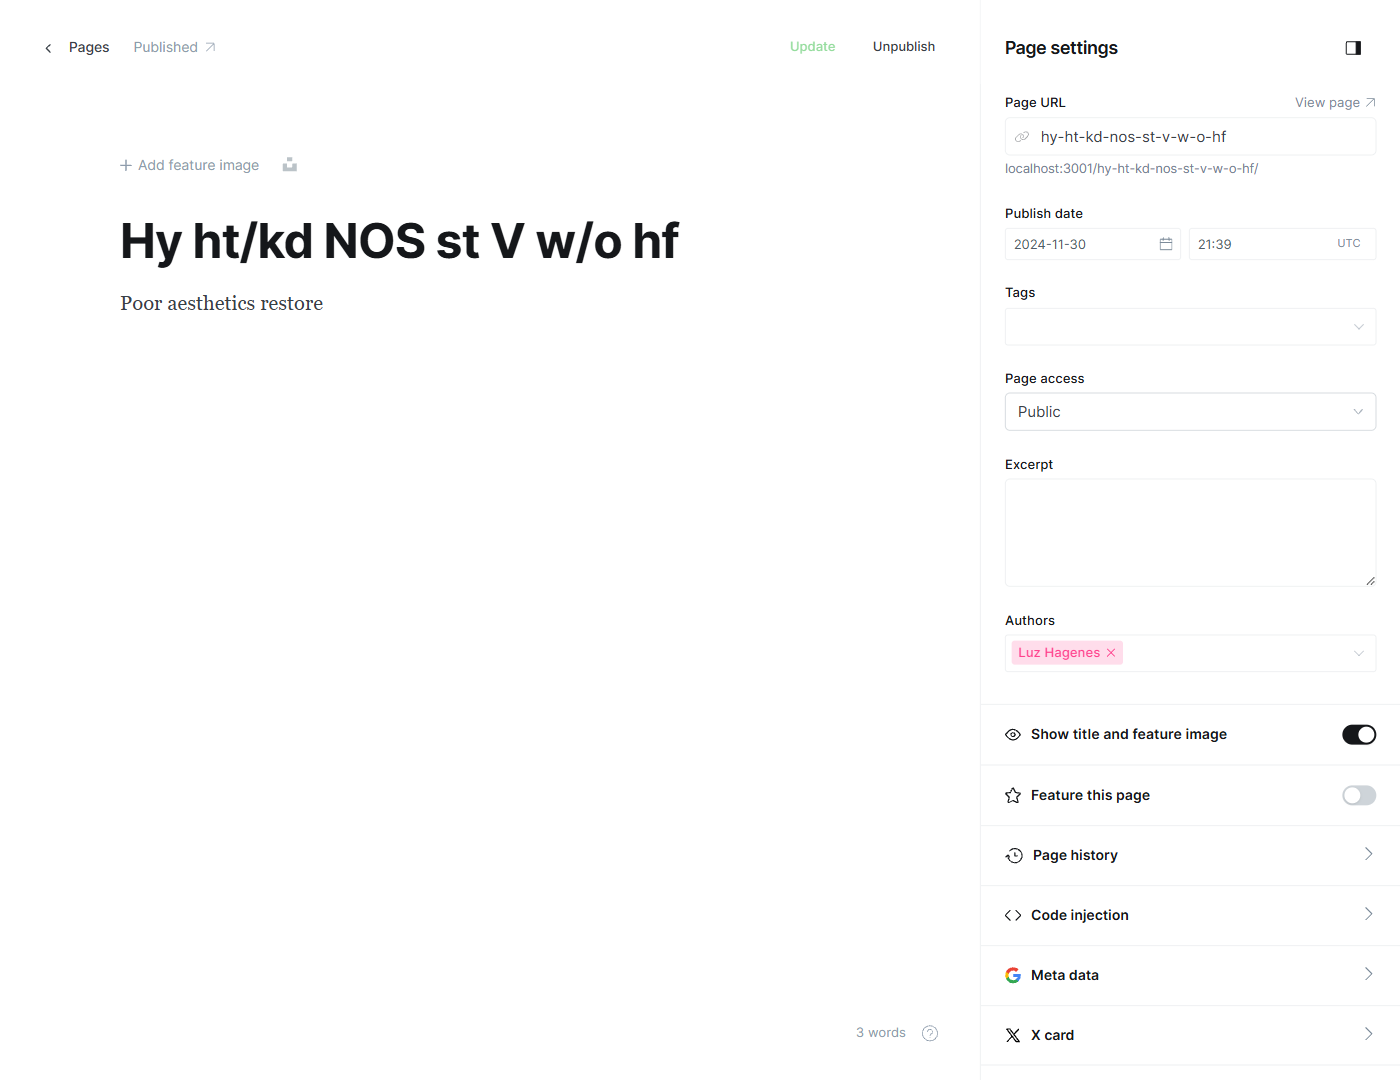 Pages
Published
Update
Unpublish
Page settings
Page URL
View page
hy-ht-kd-nos-st-v-w-o-hf
localhost:3001/hy-ht-kd-nos-st-v-w-o-hf/
Add feature image
Hy ht/kd NOS st V w/o hf
Poor aesthetics restore
Publish date
2024-11-30
21:39
UTC
Tags
Page access
Public
Excerpt
Authors
Luz Hagenes
Show title and feature image
Feature this page
Page history
Code injection
Meta data
X card
3 words